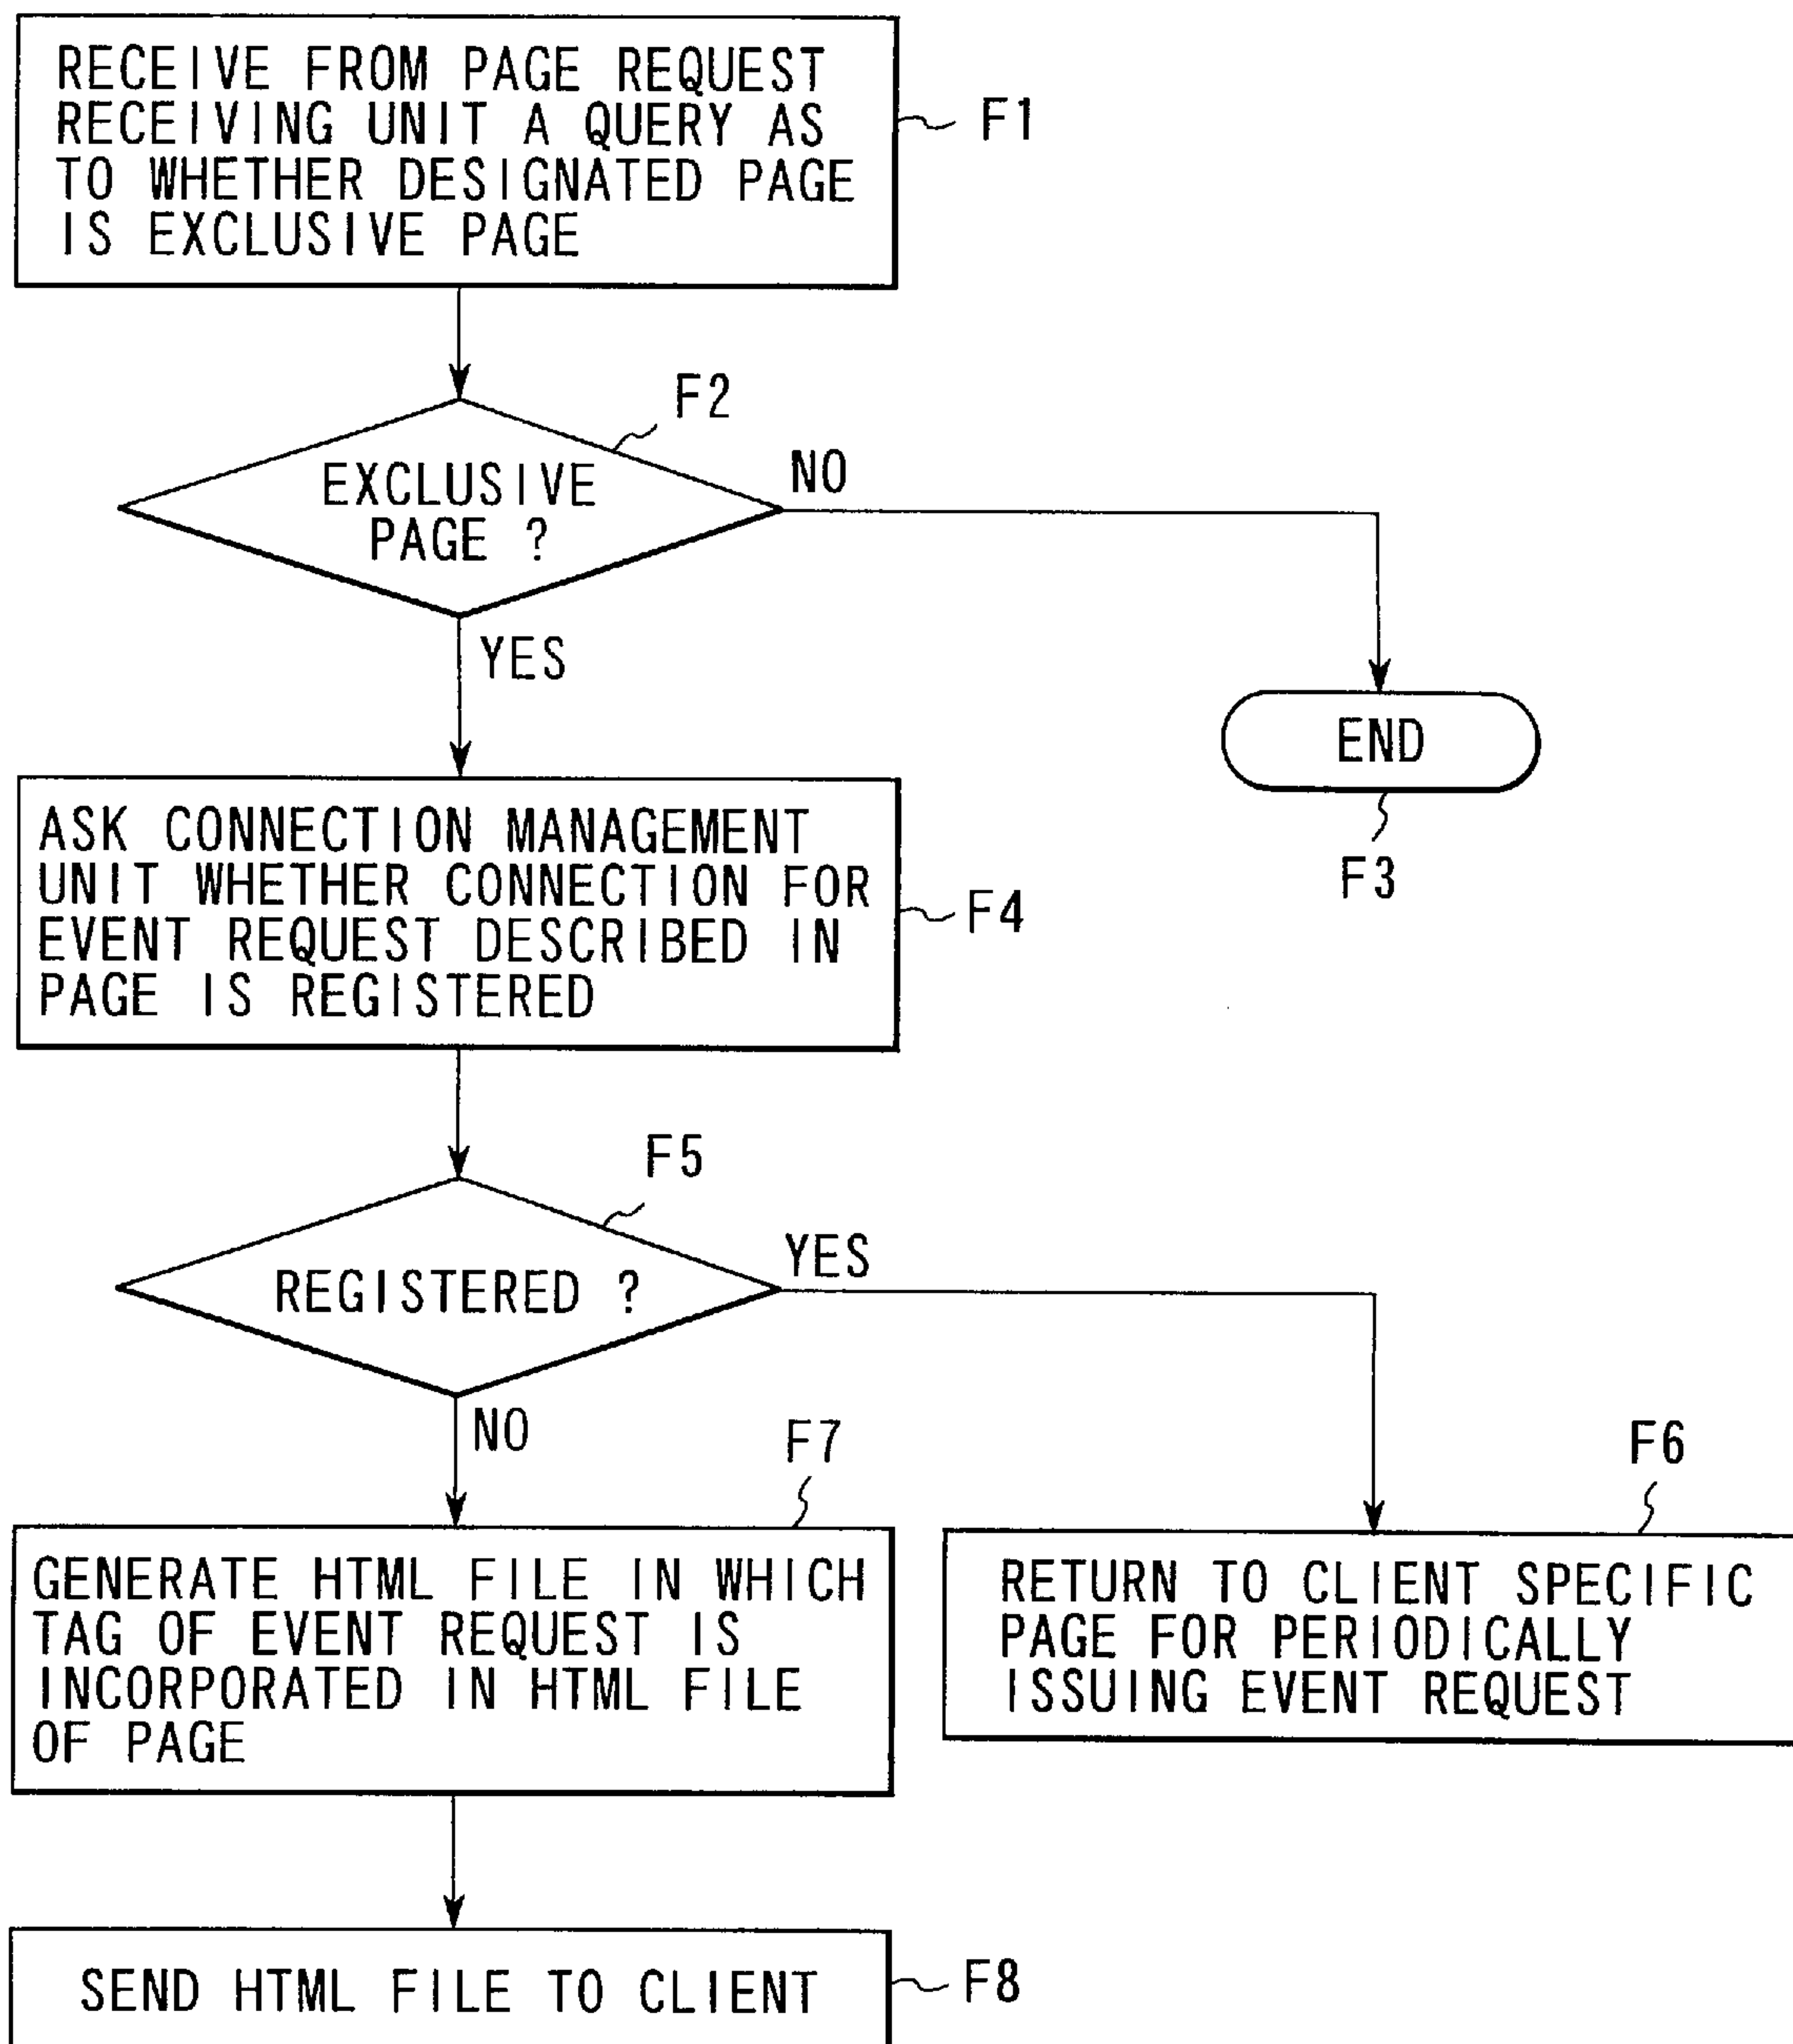 RECEIVE FROM PAGE REQUEST
RECEIVING UNIT A QUERY AS
TO WHETHER DESIGNATED PAGE
IS EXCLUSIVE PAGE
F1
F2
EXCLUSIVE
PAGE ?
NO
YES
END
F3
ASK CONNECTION MANAGEMENT
UNIT WHETHER CONNECTION FOR
EVENT REQUEST DESCRIBED IN
PAGE IS REGISTERED
F4
F5
REGISTERED ?
YES
NO
F7
GENERATE HTML FILE IN WHICH
TAG OF EVENT REQUEST IS
INCORPORATED IN HTML FILE
OF PAGE
F6
RETURN TO CLIENT SPECIFIC
PAGE FOR PERIODICALLY
ISSUING EVENT REQUEST
SEND HTML FILE TO CLIENT
F8